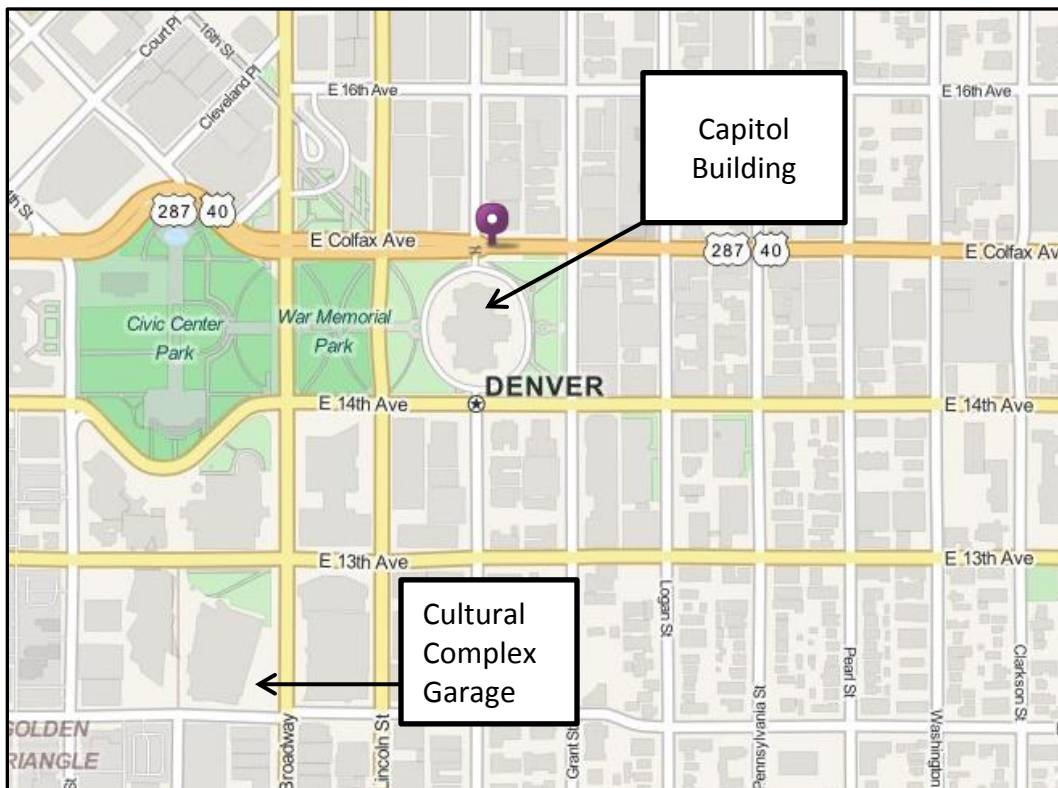 Court Pl
16th St
Cleveland Pl
E 16th Ave
E 16th Ave
Capitol
Building
287
40
E Colfax Ave
287
40
E Colfax Av
Civic Center
Park
War Memorial
Park
DENVER
E 14th Ave
E 14th Ave
E 13th Ave
E 13th Ave
Cultural
Complex
Garage
GOLDEN
RIANGLE
St
Broadway
Lincoln St
Grant St
Logan St
Pennsylvania St
Pearl St
Washington
Clarkson St